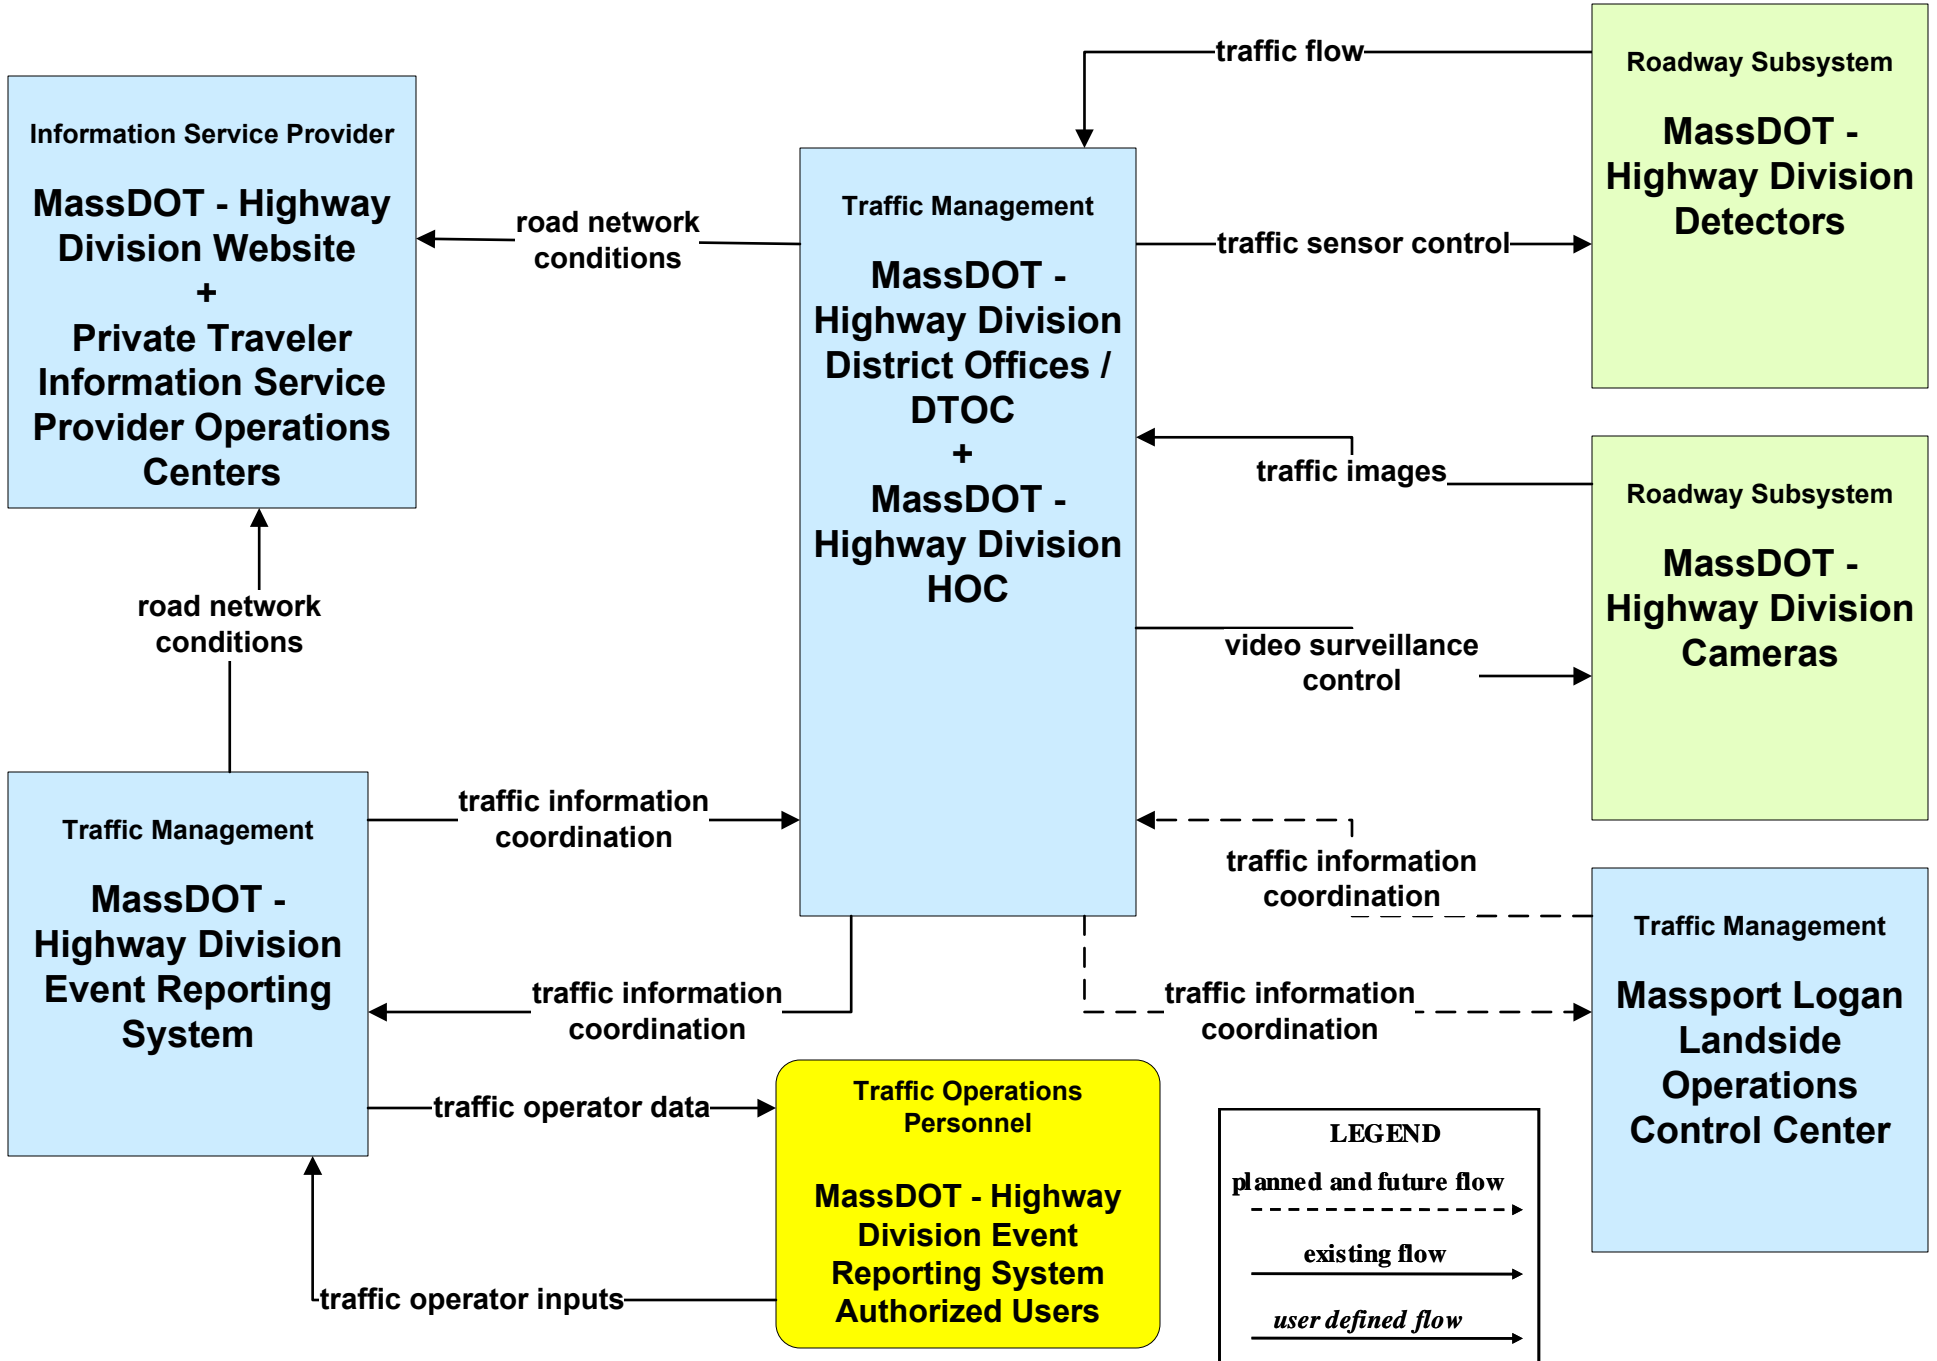 traffic flow
Roadway Subsystem
MassDOT -
Highway Division
Detectors
Information Service Provider
MassDOT - Highway
Division Website
+
Private Traveler
Information Service
Provider Operations
Centers
road network
conditions
Traffic Management
MassDOT -
Highway Division
District Offices /
DTOC
+
MassDOT -
Highway Division
HOC
traffic sensor control
traffic images
Roadway Subsystem
MassDOT -
Highway Division
Cameras
video surveillance
control
road network
conditions
Traffic Management
MassDOT -
Highway Division
Event Reporting
System
traffic information
coordination
traffic information
coordination
traffic information
coordination
traffic information
coordination
Traffic Management
Massport Logan
Landside
Operations
Control Center
traffic operator data
Traffic Operations
Personnel
MassDOT - Highway
Division Event
Reporting System
Authorized Users
traffic operator inputs
LEGEND
planned and future flow
existing flow
user defined flow